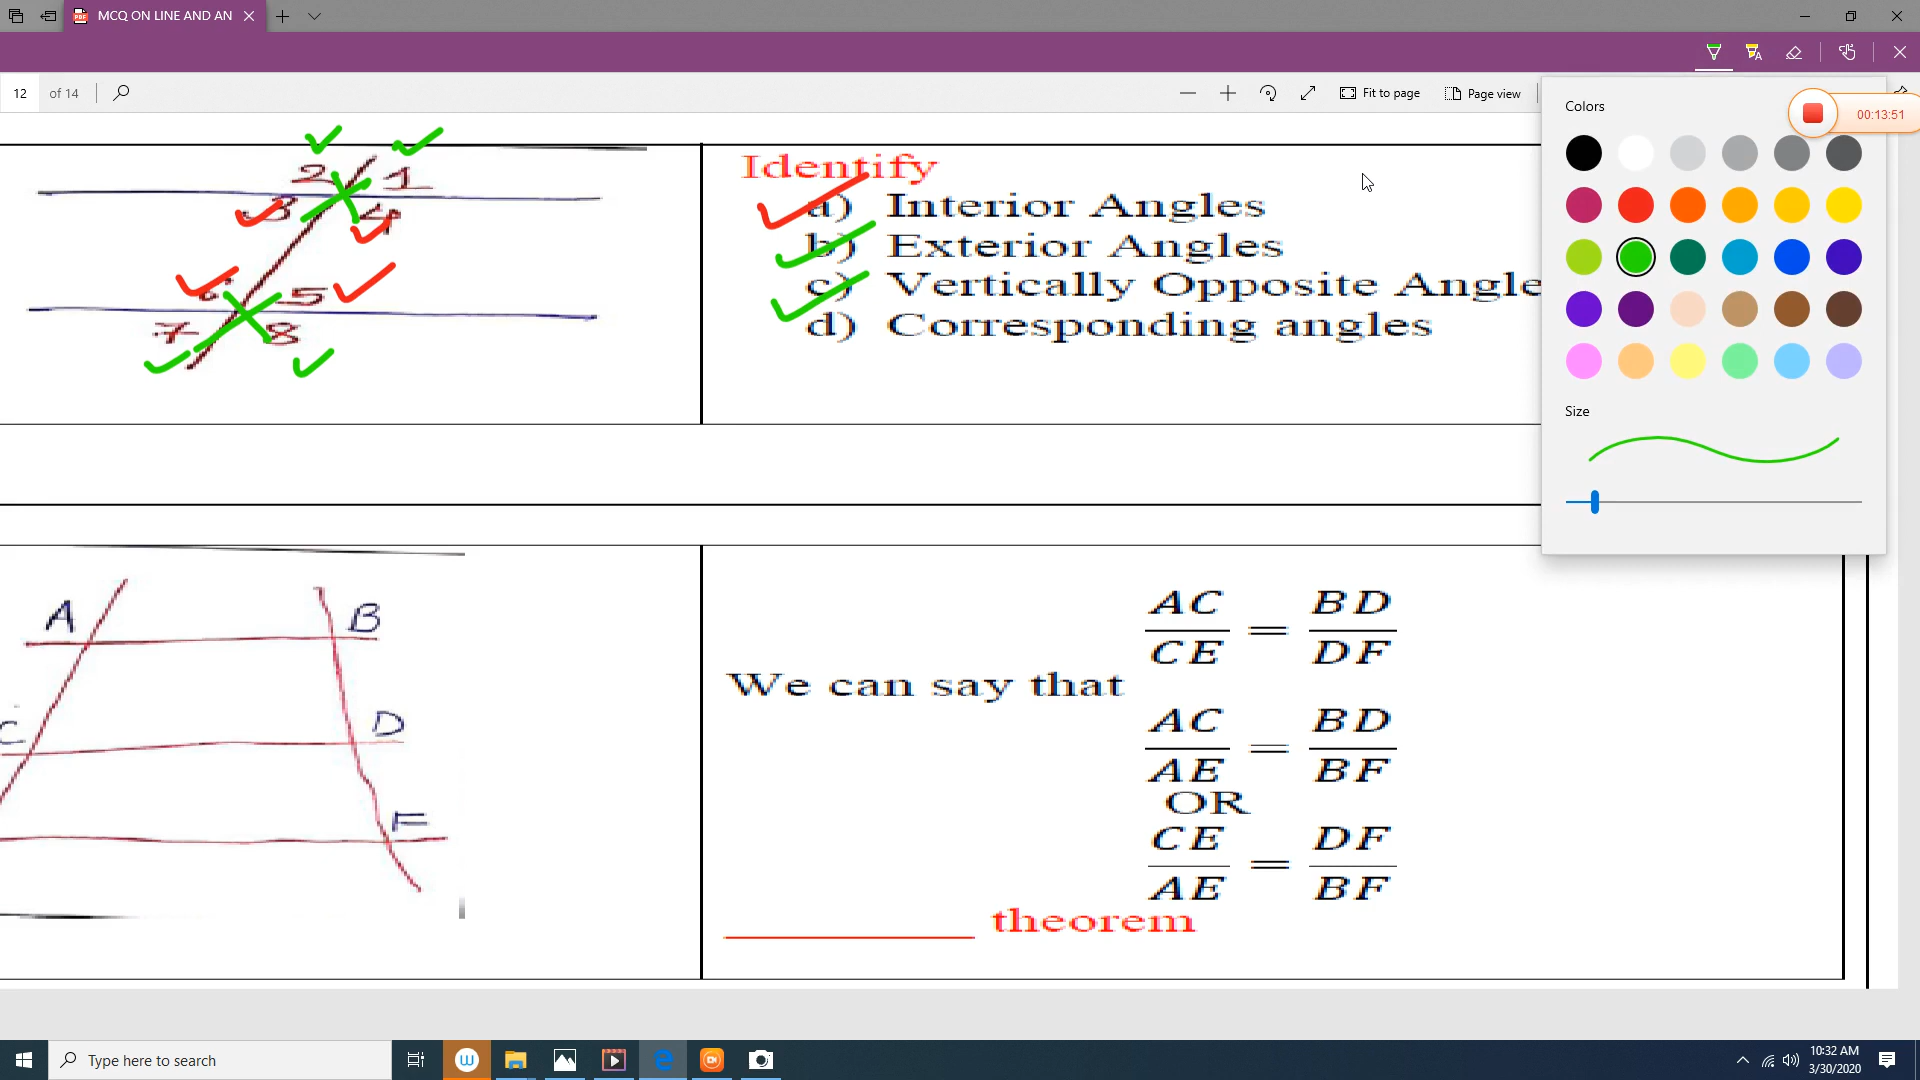 MCQ ON LINE AND AN
12 of 14
Fit to page
Page view
Colors
00:13:51
2 1
3 4
6 5
7 8
Identify
a) Interior Angles
b) Exterior Angles
c) Vertically Opposite Angle
d) Corresponding angles
Size
A B
C D
F
We can say that
AC/CE = BD/DF
AC/AE = BD/BF
OR
CE/AE = DF/BF
__________ theorem
Type here to search
W
10:32 AM
3/30/2020